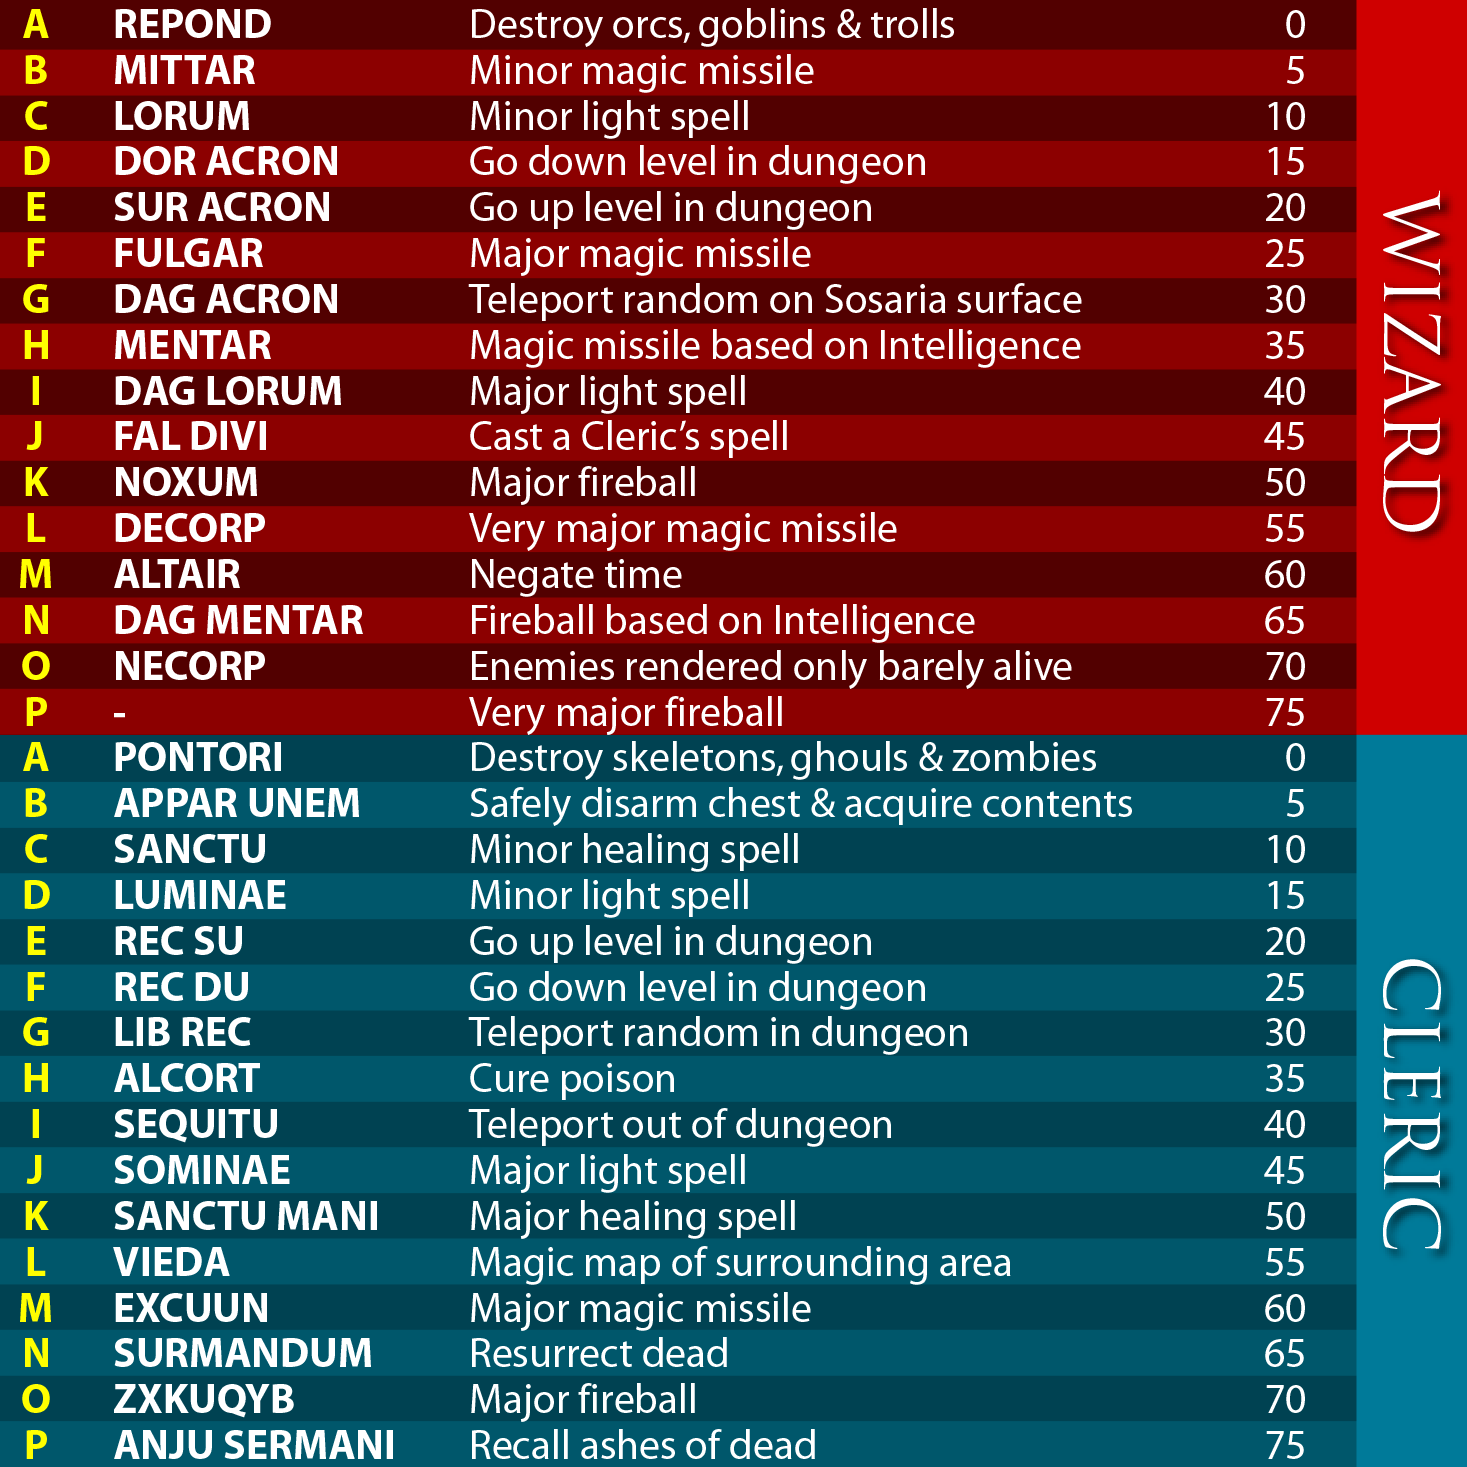 A REPOND Destroy orcs, goblins & trolls 0
B MITTAR Minor magic missile 5
C LORUM Minor light spell 10
D DOR ACRON Go down level in dungeon 15
E SUR ACRON Go up level in dungeon 20
F FULGAR Major magic missile 25
G DAG ACRON Teleport random on Sosaria surface 30
H MENTAR Magic missile based on Intelligence 35
I DAG LORUM Major light spell 40
J FAL DIVI Cast a Cleric’s spell 45
K NOXUM Major fireball 50
L DECORP Very major magic missile 55
M ALTAIR Negate time 60
N DAG MENTAR Fireball based on Intelligence 65
O NECORP Enemies rendered only barely alive 70
P - Very major fireball 75
WIZARD
A PONTORI Destroy skeletons, ghouls & zombies 0
B APPAR UNEM Safely disarm chest & acquire contents 5
C SANCTU Minor healing spell 10
D LUMINAE Minor light spell 15
E REC SU Go up level in dungeon 20
F REC DU Go down level in dungeon 25
G LIB REC Teleport random in dungeon 30
H ALCORT Cure poison 35
I SEQUITU Teleport out of dungeon 40
J SOMINAE Major light spell 45
K SANCTU MANI Major healing spell 50
L VIEDA Magic map of surrounding area 55
M EXCUUN Major magic missile 60
N SURMANDUM Resurrect dead 65
O ZXKUQYB Major fireball 70
P ANJU SERMANI Recall ashes of dead 75
CLERIC